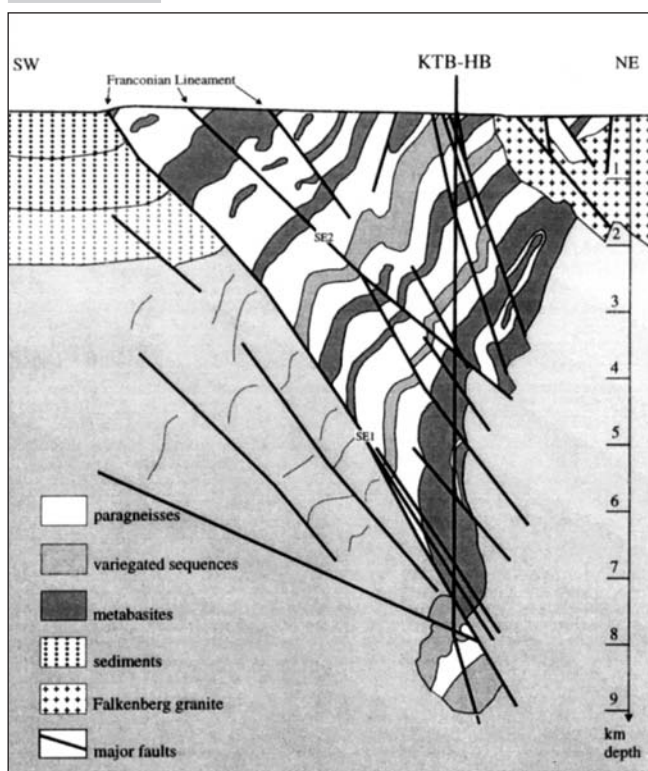 SW
KTB-HB
NE
Franconian Lineament
1
SE2
2
3
4
SE1
5
6
7
8
9
km
depth
paragneisses
variegated sequences
metabasites
sediments
Falkenberg granite
major faults